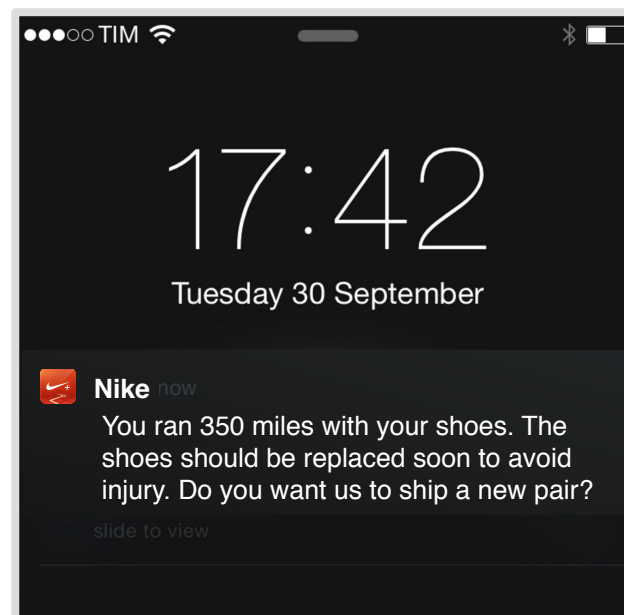 TIM
17:42
Tuesday 30 September
Nike now
You ran 350 miles with your shoes. The
shoes should be replaced soon to avoid
injury. Do you want us to ship a new pair?
slide to view